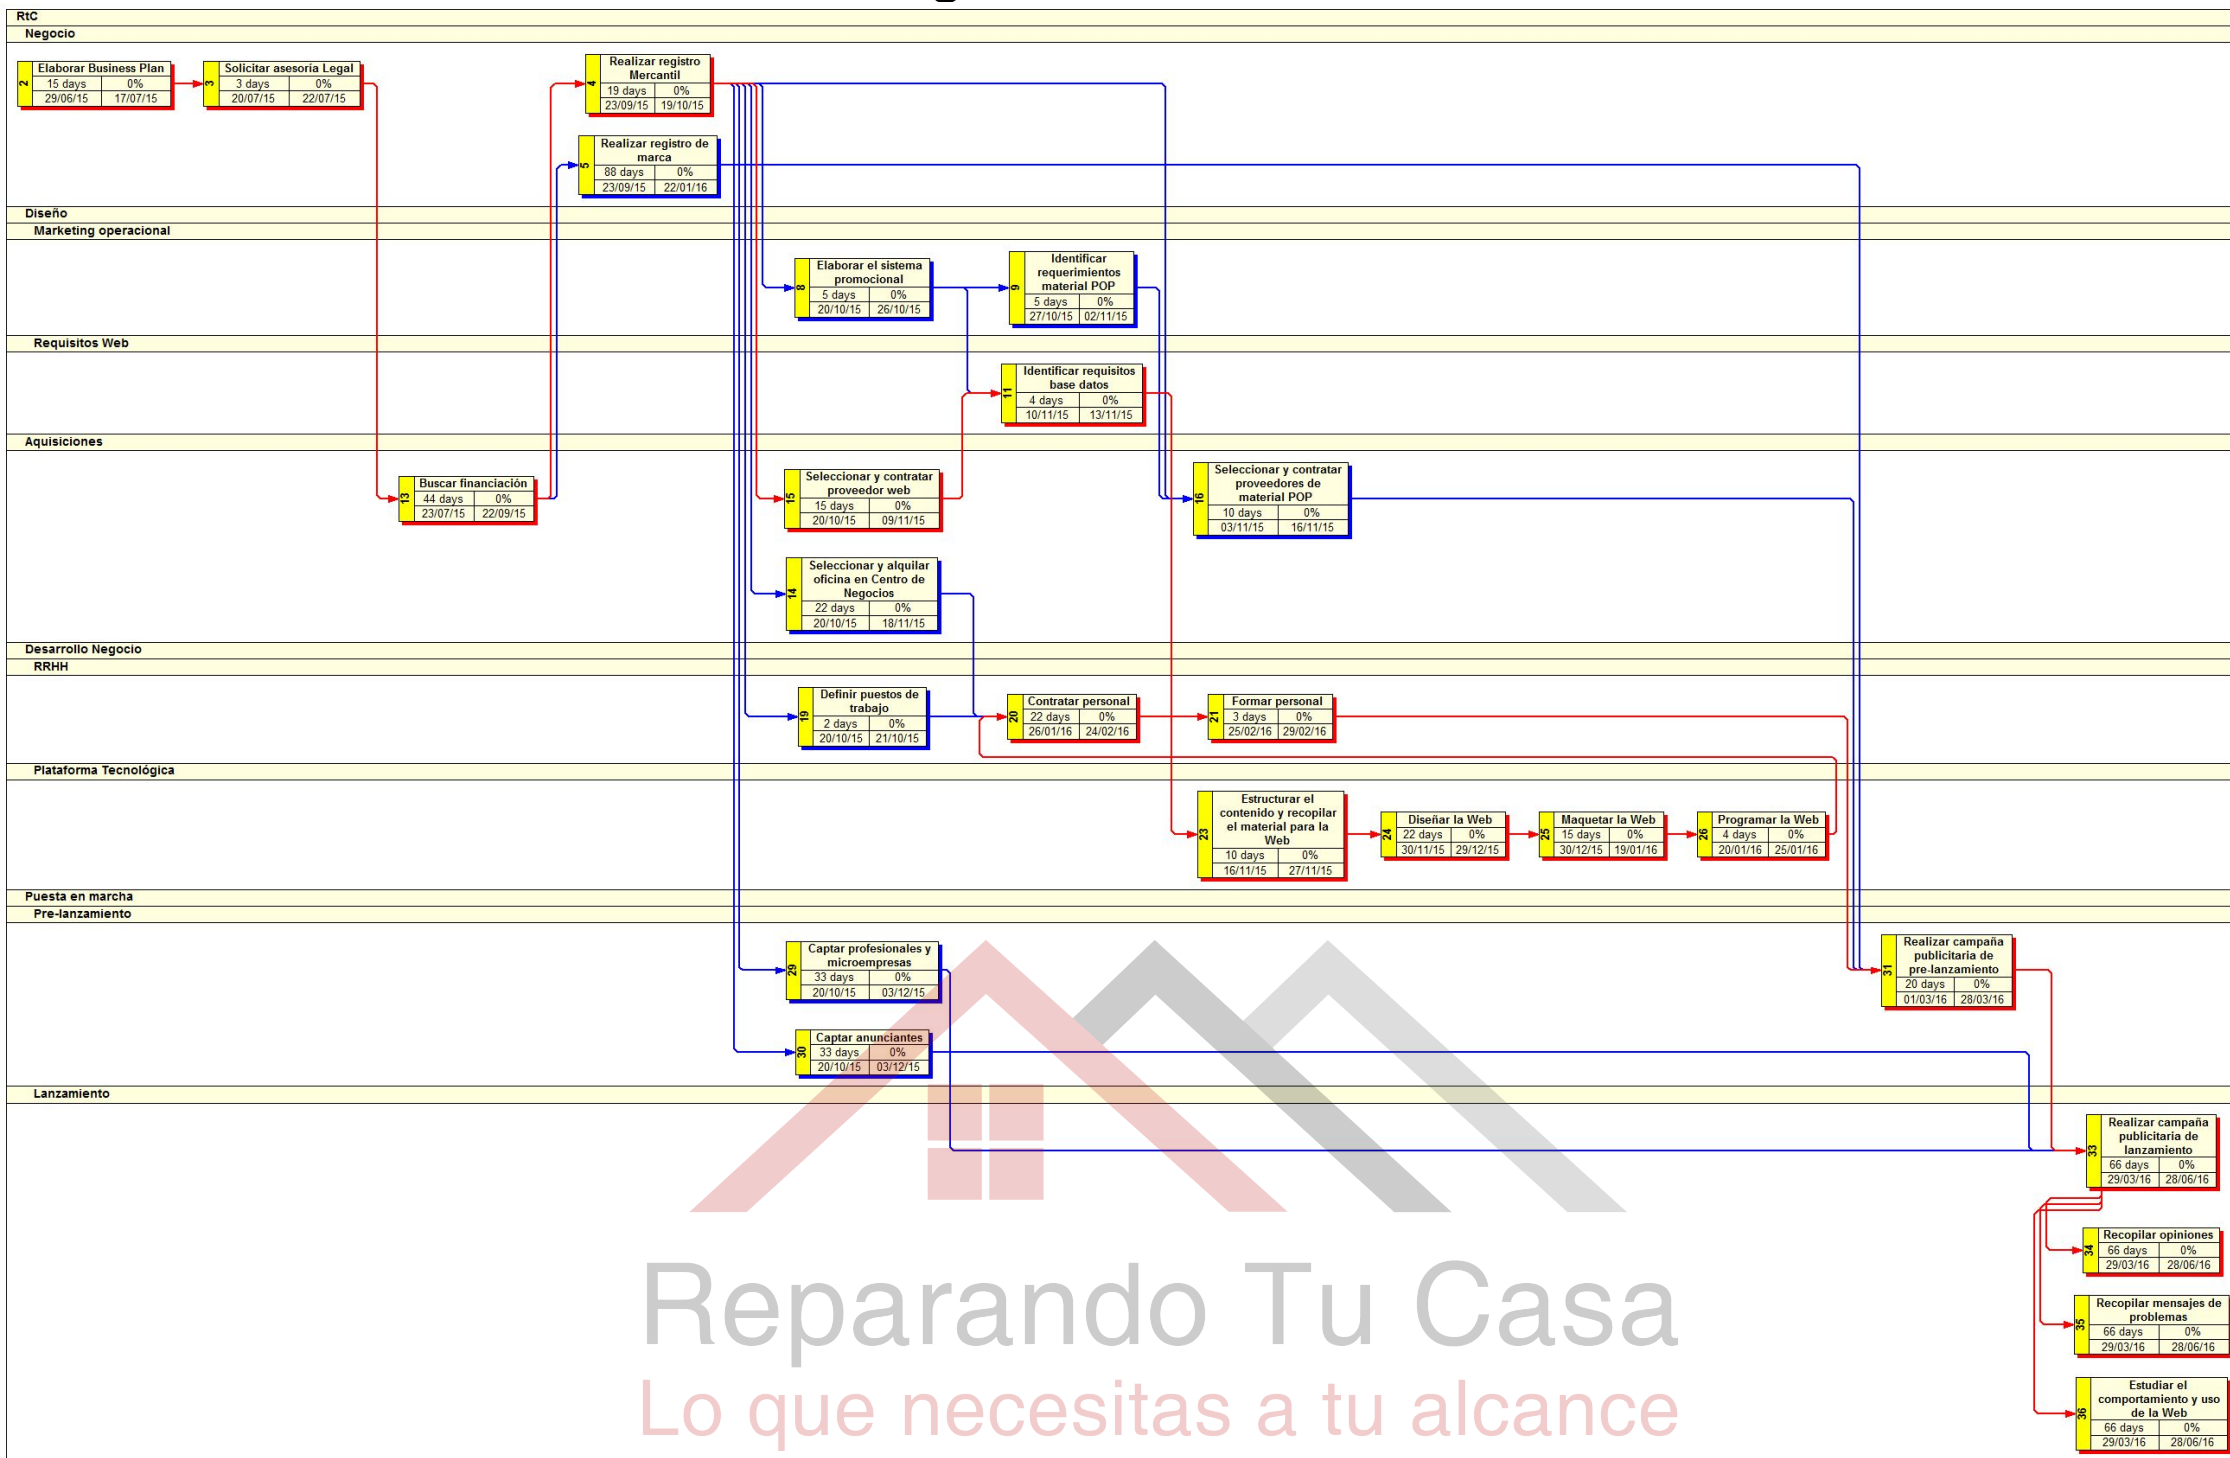 RtC
Negocio
2
Elaborar Business Plan
15 days 0%
29/06/15 17/07/15
3
Solicitar asesoría Legal
3 days 0%
20/07/15 22/07/15
4
Realizar registro
Mercantil
19 days 0%
23/09/15 19/10/15
5
Realizar registro de
marca
88 days 0%
23/09/15 22/01/16
Diseño
Marketing operacional
8
Elaborar el sistema
promocional
5 days 0%
20/10/15 26/10/15
9
Identificar
requerimientos
material POP
5 days 0%
27/10/15 02/11/15
Requisitos Web
11
Identificar requisitos
base datos
4 days 0%
10/11/15 13/11/15
Aquisiciones
13
Buscar financiación
44 days 0%
23/07/15 22/09/15
15
Seleccionar y contratar
proveedor web
15 days 0%
20/10/15 09/11/15
16
Seleccionar y contratar
proveedores de
material POP
10 days 0%
03/11/15 16/11/15
14
Seleccionar y alquilar
oficina en Centro de
Negocios
22 days 0%
20/10/15 18/11/15
Desarrollo Negocio
RRHH
19
Definir puestos de
trabajo
2 days 0%
20/10/15 21/10/15
20
Contratar personal
22 days 0%
26/01/16 24/02/16
21
Formar personal
3 days 0%
25/02/16 29/02/16
Plataforma Tecnológica
23
Estructurar el
contenido y recopilar
el material para la
Web
10 days 0%
16/11/15 27/11/15
24
Diseñar la Web
22 days 0%
30/11/15 29/12/15
25
Maquetar la Web
15 days 0%
30/12/15 19/01/16
26
Programar la Web
4 days 0%
20/01/16 25/01/16
Puesta en marcha
Pre-lanzamiento
29
Captar profesionales y
microempresas
33 days 0%
20/10/15 03/12/15
31
Realizar campaña
publicitaria de
pre-lanzamiento
20 days 0%
01/03/16 28/03/16
30
Captar anunciantes
33 days 0%
20/10/15 03/12/15
Lanzamiento
33
Realizar campaña
publicitaria de
lanzamiento
66 days 0%
29/03/16 28/06/16
34
Recopilar opiniones
66 days 0%
29/03/16 28/06/16
35
Recopilar mensajes de
problemas
66 days 0%
29/03/16 28/06/16
36
Estudiar el
comportamiento y uso
de la Web
66 days 0%
29/03/16 28/06/16
Reparando Tu Casa
Lo que necesitas a tu alcance